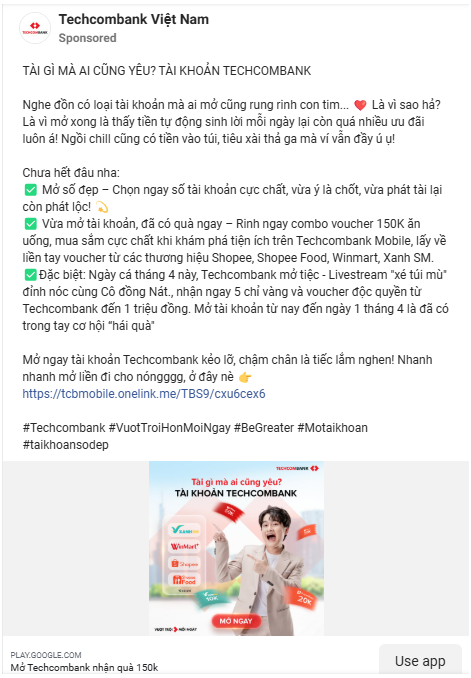 Techcombank Việt Nam
Sponsored
TÀI GÌ MÀ AI CŨNG YÊU? TÀI KHOẢN TECHCOMBANK
Nghe đồn có loại tài khoản mà ai mở cũng rung rinh con tim... ❤️ Là vì sao hả?
Là vì mở xong là thấy tiền tự động sinh lời mỗi ngày lại còn quá nhiều ưu đãi
luôn á! Ngồi chill cũng có tiền vào túi, tiêu xài thả ga mà ví vẫn đầy ú ụ!
Chưa hết đâu nha:
✅ Mở số đẹp – Chọn ngay số tài khoản cực chất, vừa ý là chốt, vừa phát tài lại
còn phát lộc! 💫
✅ Vừa mở tài khoản, đã có quà ngay – Rinh ngay combo voucher 150K ăn
uống, mua sắm cực chất khi khám phá tiện ích trên Techcombank Mobile, lấy về
liền tay voucher từ các thương hiệu Shopee, Shopee Food, Winmart, Xanh SM.
✅Đặc biệt: Ngày cá tháng 4 này, Techcombank mở tiệc - Livestream "xé túi mù"
đỉnh nóc cùng Cô đồng Nát., nhận ngay 5 chỉ vàng và voucher độc quyền từ
Techcombank đến 1 triệu đồng. Mở tài khoản từ nay đến ngày 1 tháng 4 là đã có
trong tay cơ hội “hái quà"
Mở ngay tài khoản Techcombank kẻo lỡ, chậm chân là tiếc lắm nghen! Nhanh
nhanh mở liền đi cho nóngggg, ở đây nè 👉
https://tcbmobile.onelink.me/TBS9/cxu6cex6
#Techcombank #VuotTroiHonMoiNgay #BeGreater #Motaikhoan
#taikhoansodep
TECHCOMBANK
Tài gì mà ai cũng yêu?
TÀI KHOẢN TECHCOMBANK
WinMart
Shopee
Food
10K
20K
MỞ NGAY
VƯỢT TRỘI MỖI NGAY
PLAY.GOOGLE.COM
Mở Techcombank nhận quà 150k
Use app